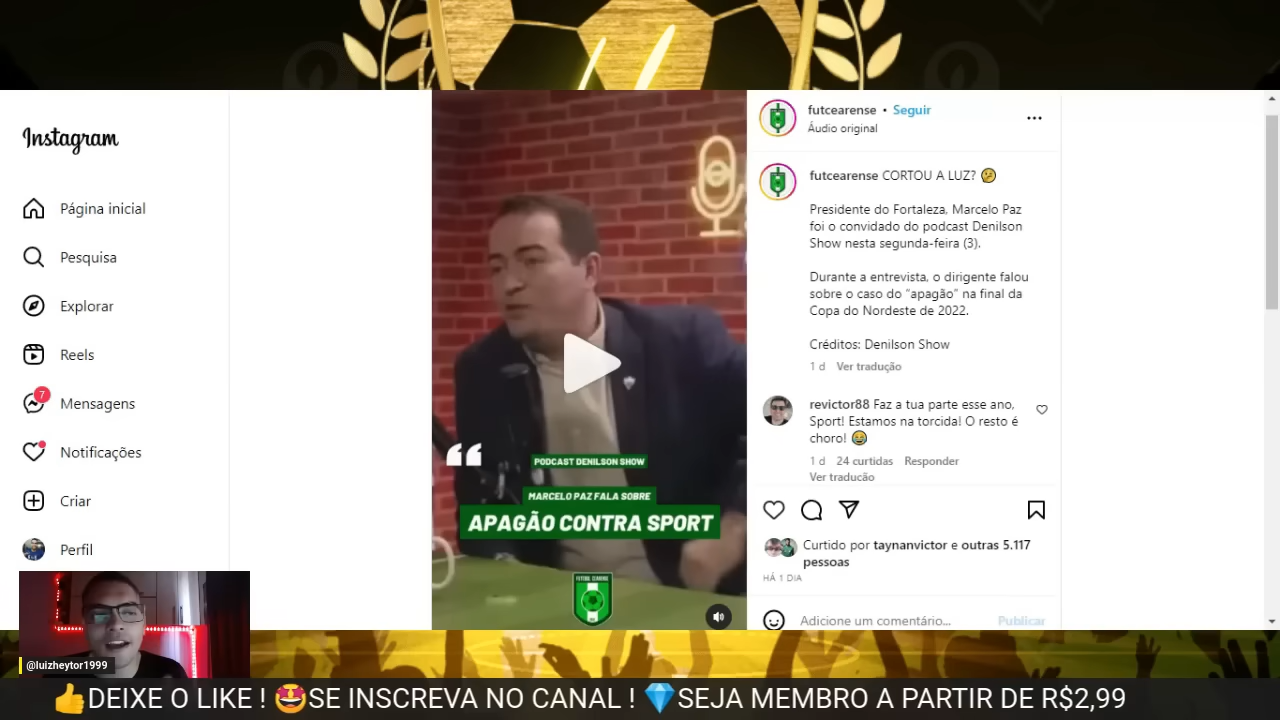 Instagram
Página inicial
Pesquisa
Explorar
Reels
7
Mensagens
Notificações
Criar
Perfil
@luizheytor1999
PODCAST DENILSON SHOW
MARCELO PAZ FALA SOBRE
APAGÃO CONTRA SPORT
futcearense • Seguir
Áudio original
futcearense CORTOU A LUZ? 🤔
Presidente do Fortaleza, Marcelo Paz
foi o convidado do podcast Denilson
Show nesta segunda-feira (3).
Durante a entrevista, o dirigente falou
sobre o caso do “apagão” na final da
Copa do Nordeste de 2022.
Créditos: Denilson Show
1 d Ver tradução
revictor88 Faz a tua parte esse ano,
Sport! Estamos na torcida! O resto é
choro! 😂
1 d 24 curtidas Responder
Ver tradução
Curtido por taynanvictor e outras 5.117
pessoas
HÁ 1 DIA
Adicione um comentário...
Publicar
👍DEIXE O LIKE ! 🤩SE INSCREVA NO CANAL ! 💎SEJA MEMBRO A PARTIR DE R$2,99